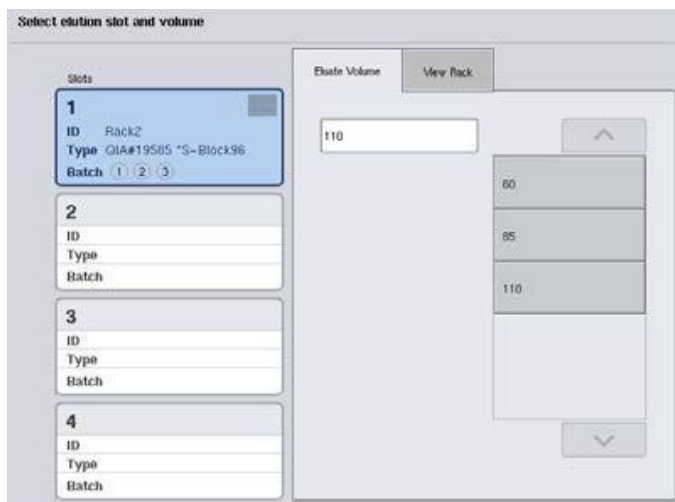 Select elution slot and volume
Slots
1
ID Rack2
Type QIA#19585 *S-Block96
Batch 1 2 3
2
ID
Type
Batch
3
ID
Type
Batch
4
ID
Type
Batch
Eluate Volume
View Rack
110
60
85
110